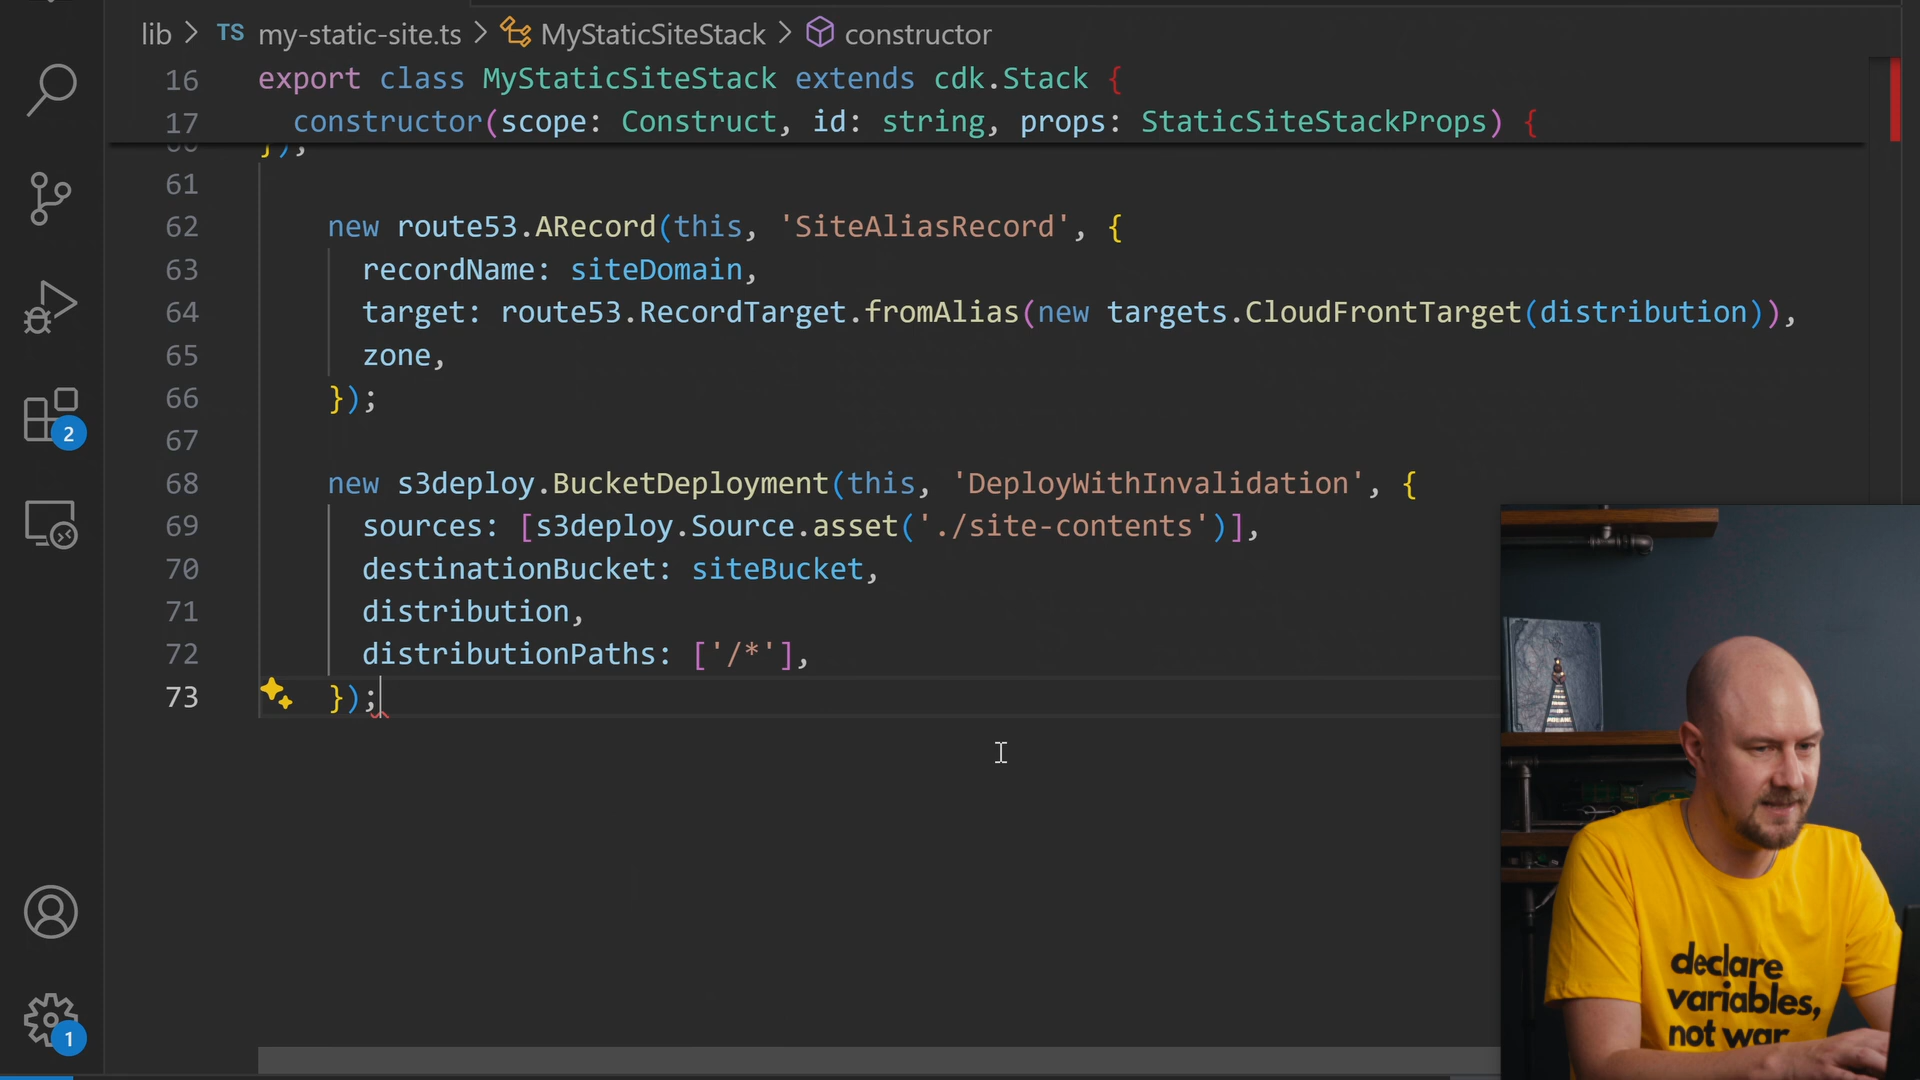 lib > TS my-static-site.ts > MyStaticSiteStack > constructor
16 export class MyStaticSiteStack extends cdk.Stack {
17 constructor(scope: Construct, id: string, props: StaticSiteStackProps) {
60 });
61
62 new route53.ARecord(this, 'SiteAliasRecord', {
63 recordName: siteDomain,
64 target: route53.RecordTarget.fromAlias(new targets.CloudFrontTarget(distribution)),
65 zone,
66 });
67
68 new s3deploy.BucketDeployment(this, 'DeployWithInvalidation', {
69 sources: [s3deploy.Source.asset('./site-contents')],
70 destinationBucket: siteBucket,
71 distribution,
72 distributionPaths: ['/*'],
73 });
2
1
declare
variables,
not war